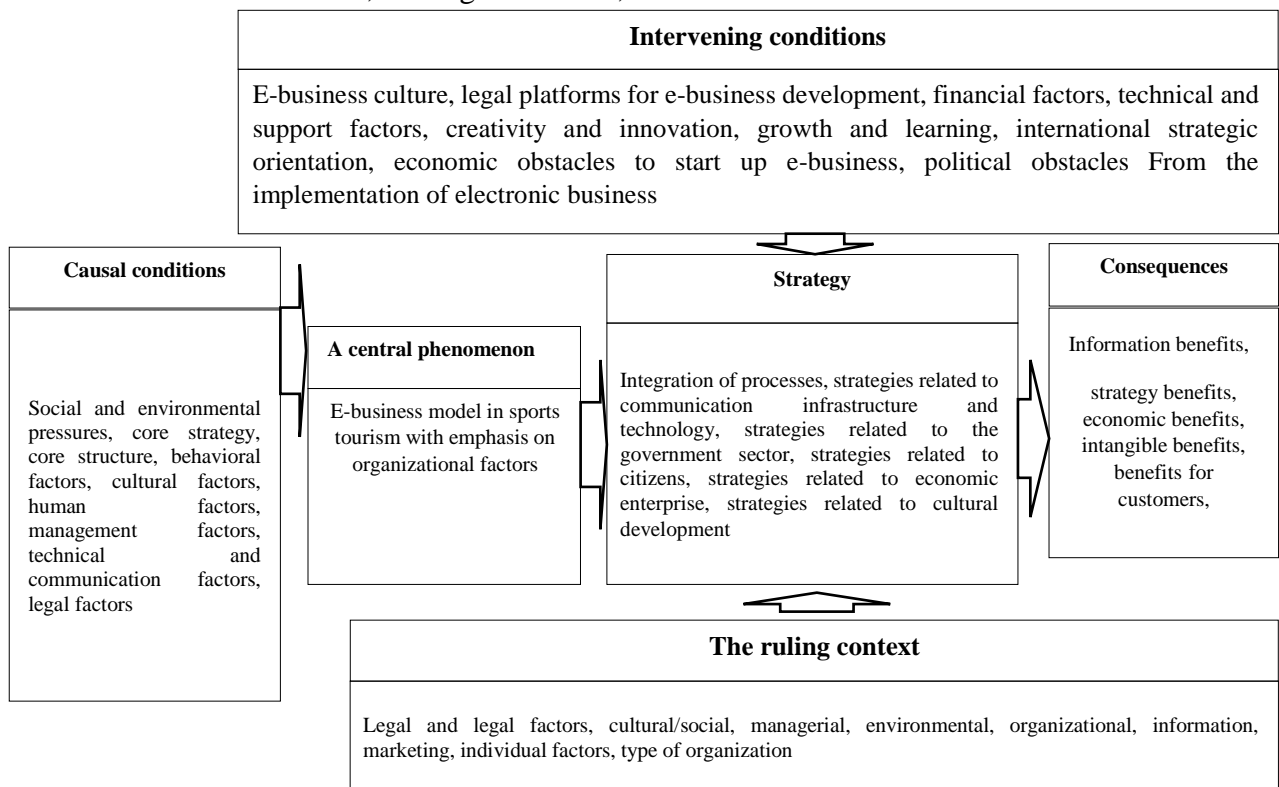 Intervening conditions
E-business culture, legal platforms for e-business development, financial factors, technical and
support factors, creativity and innovation, growth and learning, international strategic
orientation, economic obstacles to start up e-business, political obstacles From the
implementation of electronic business
Causal conditions
Social and environmental
pressures, core strategy,
core structure, behavioral
factors, cultural factors,
human factors,
management factors,
technical and
communication factors,
legal factors
A central phenomenon
E-business model in sports
tourism with emphasis on
organizational factors
Strategy
Integration of processes, strategies related to
communication infrastructure and
technology, strategies related to the
government sector, strategies related to
citizens, strategies related to economic
enterprise, strategies related to cultural
development
Consequences
Information benefits,
strategy benefits,
economic benefits,
intangible benefits,
benefits for
customers,
The ruling context
Legal and legal factors, cultural/social, managerial, environmental, organizational, information,
marketing, individual factors, type of organization